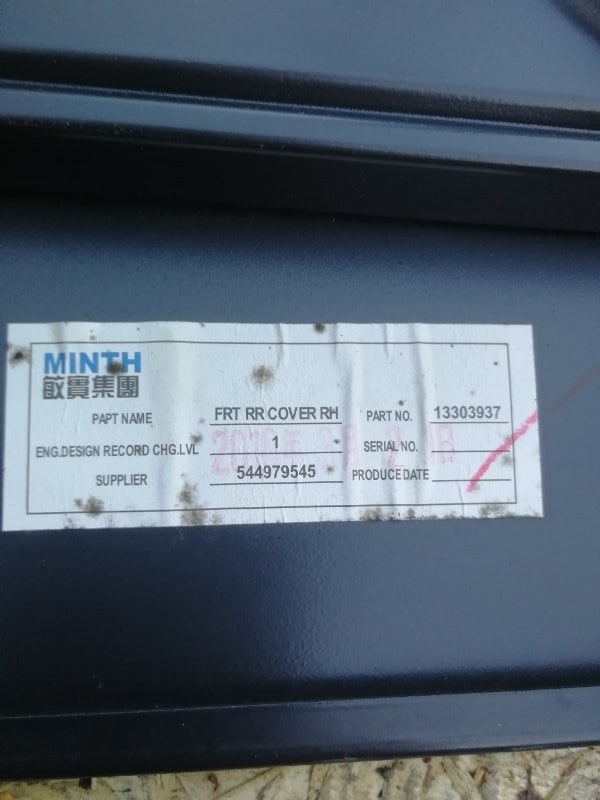 MINTH
敏實集團
PAPT NAME FRT RR COVER RH PART NO. 13303937
ENG.DESIGN RECORD CHG.LVL 1 SERIAL NO.
SUPPLIER 544979545 PRODUCE DATE